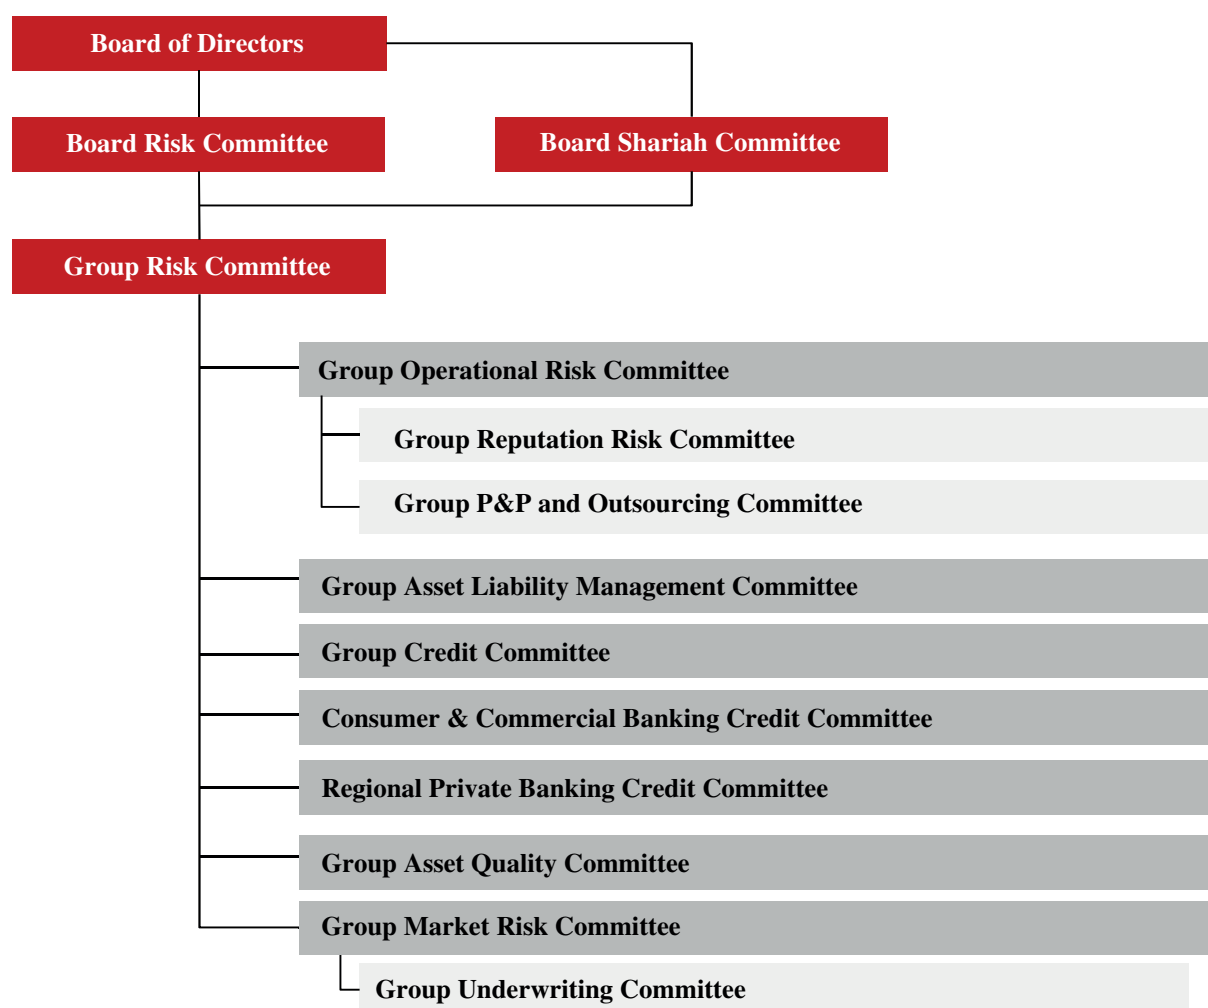 Board of Directors
Board Risk Committee
Board Shariah Committee
Group Risk Committee
Group Operational Risk Committee
Group Reputation Risk Committee
Group P&P and Outsourcing Committee
Group Asset Liability Management Committee
Group Credit Committee
Consumer & Commercial Banking Credit Committee
Regional Private Banking Credit Committee
Group Asset Quality Committee
Group Market Risk Committee
Group Underwriting Committee